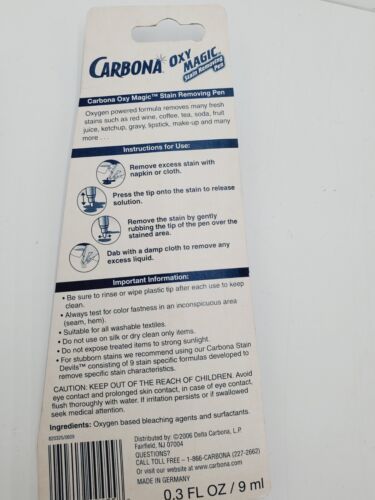 CARBONA® OXY MAGIC™
Stain Removing Pen
Carbona Oxy Magic™ Stain Removing Pen
Oxygen powered formula removes many fresh
stains such as red wine, coffee, tea, soda, fruit
juice, ketchup, gravy, lipstick, make-up and many
more . . .
Instructions for Use:
Remove excess stain with
napkin or cloth.
Press the tip onto the stain to release
solution.
Remove the stain by gently
rubbing the tip of the pen over the
stained area.
Dab with a damp cloth to remove any
excess liquid.
Important Information:
• Be sure to rinse or wipe plastic tip after each use to keep
clean.
• Always test for color fastness in an inconspicuous area
(seam, hem).
• Suitable for all washable textiles.
• Do not use on silk or dry clean only items.
• Do not expose treated items to strong sunlight.
• For stubborn stains we recommend using our Carbona Stain
Devils™ consisting of 9 stain specific formulas developed to
remove specific stain characteristics.
CAUTION: KEEP OUT OF THE REACH OF CHILDREN. Avoid
eye contact and prolonged skin contact, in case of eye contact,
flush thoroughly with water. If irritation persists or if swallowed
seek medical attention.
Ingredients: Oxygen based bleaching agents and surfactants.
Distributed by: ©2006 Delta Carbona, L.P.
Fairfield, NJ 07004
QUESTIONS?
CALL TOLL FREE - 1-866-CARBONA (227-2662)
Or visit our website at www.carbona.com
MADE IN GERMANY
0.3 FL OZ / 9 ml